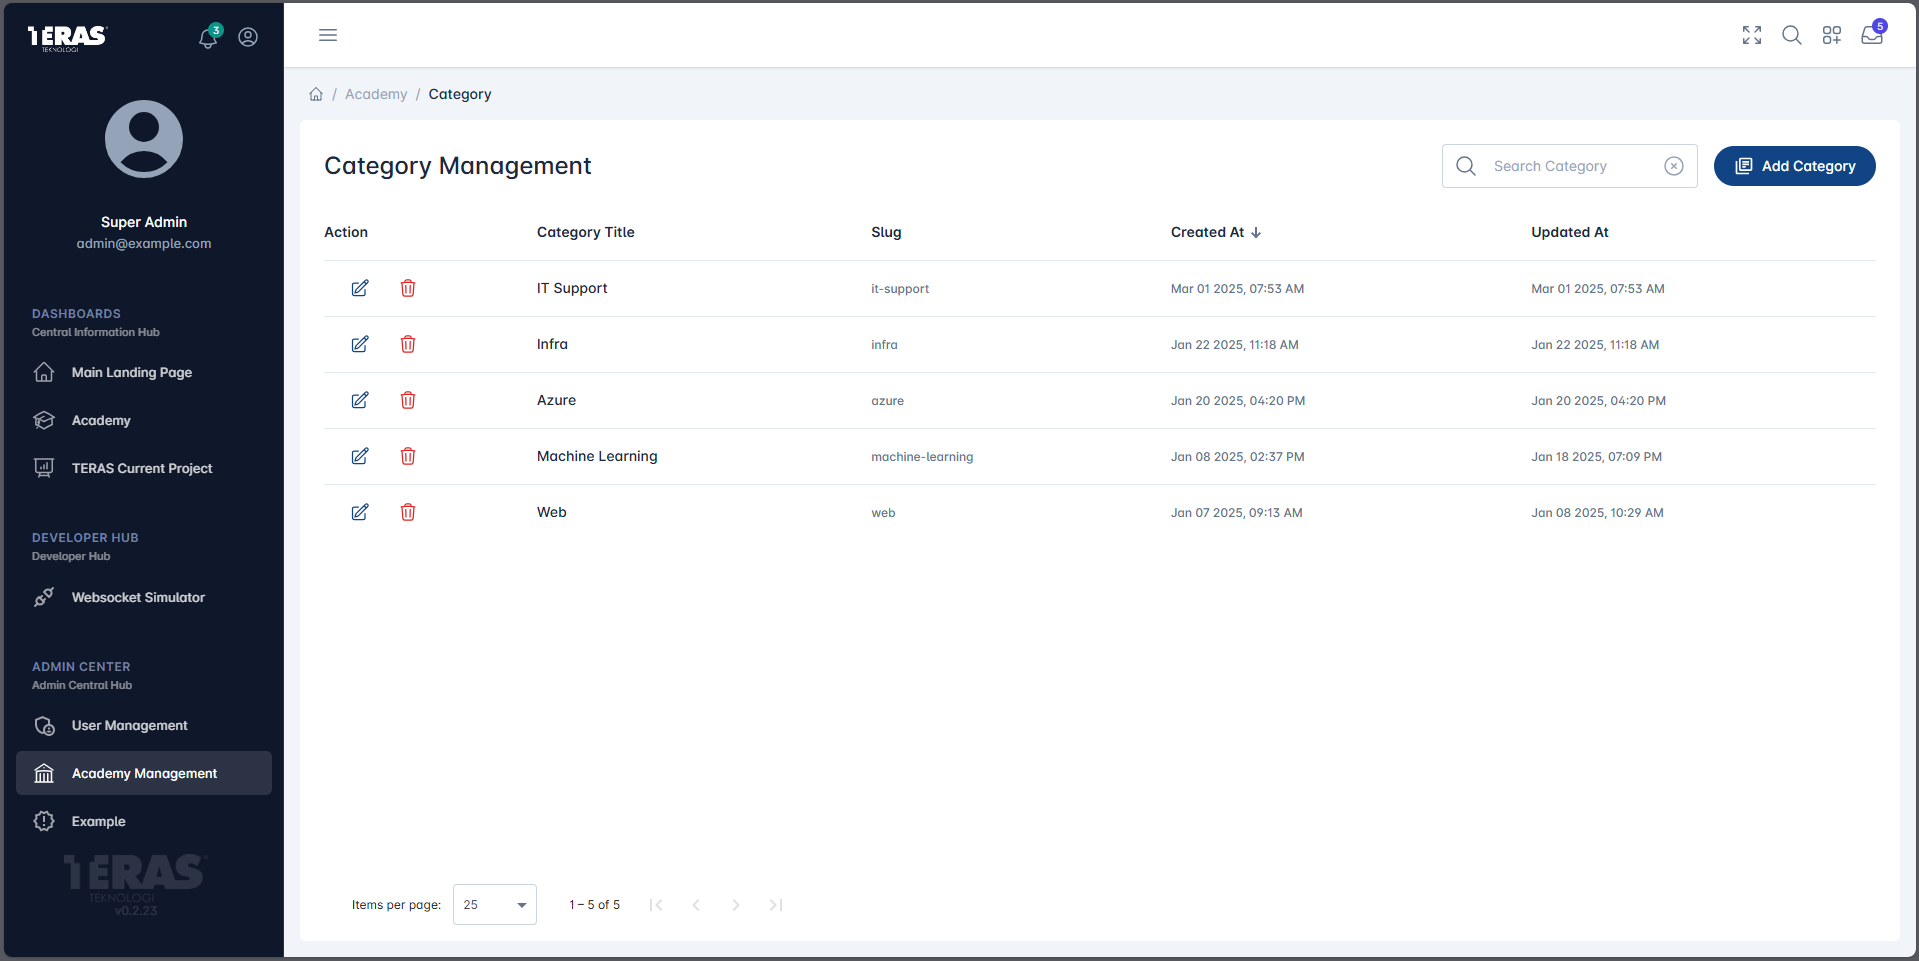 TERAS
TEKNOLOGI
3
5
Super Admin
admin@example.com
DASHBOARDS
Central Information Hub
Main Landing Page
Academy
TERAS Current Project
DEVELOPER HUB
Developer Hub
Websocket Simulator
ADMIN CENTER
Admin Central Hub
User Management
Academy Management
Example
TERAS
TEKNOLOGI
v0.2.23
/ Academy / Category
Category Management
Search Category
Add Category
Action Category Title Slug Created At Updated At
IT Support it-support Mar 01 2025, 07:53 AM Mar 01 2025, 07:53 AM
Infra infra Jan 22 2025, 11:18 AM Jan 22 2025, 11:18 AM
Azure azure Jan 20 2025, 04:20 PM Jan 20 2025, 04:20 PM
Machine Learning machine-learning Jan 08 2025, 02:37 PM Jan 18 2025, 07:09 PM
Web web Jan 07 2025, 09:13 AM Jan 08 2025, 10:29 AM
Items per page: 25 1 – 5 of 5